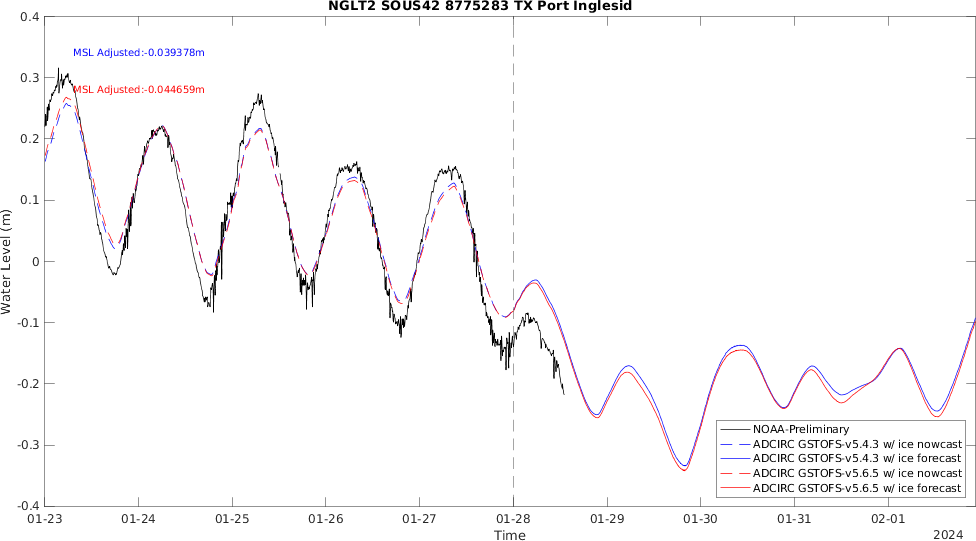 NGLT2 SOUS42 8775283 TX Port Inglesid
MSL Adjusted:-0.039378m
MSL Adjusted:-0.044659m
Water Level (m)
0.4
0.3
0.2
0.1
0
-0.1
-0.2
-0.3
-0.4
NOAA-Preliminary
ADCIRC GSTOFS-v5.4.3 w/ ice nowcast
ADCIRC GSTOFS-v5.4.3 w/ ice forecast
ADCIRC GSTOFS-v5.6.5 w/ ice nowcast
ADCIRC GSTOFS-v5.6.5 w/ ice forecast
01-23 01-24 01-25 01-26 01-27 01-28 01-29 01-30 01-31 02-01
Time
2024